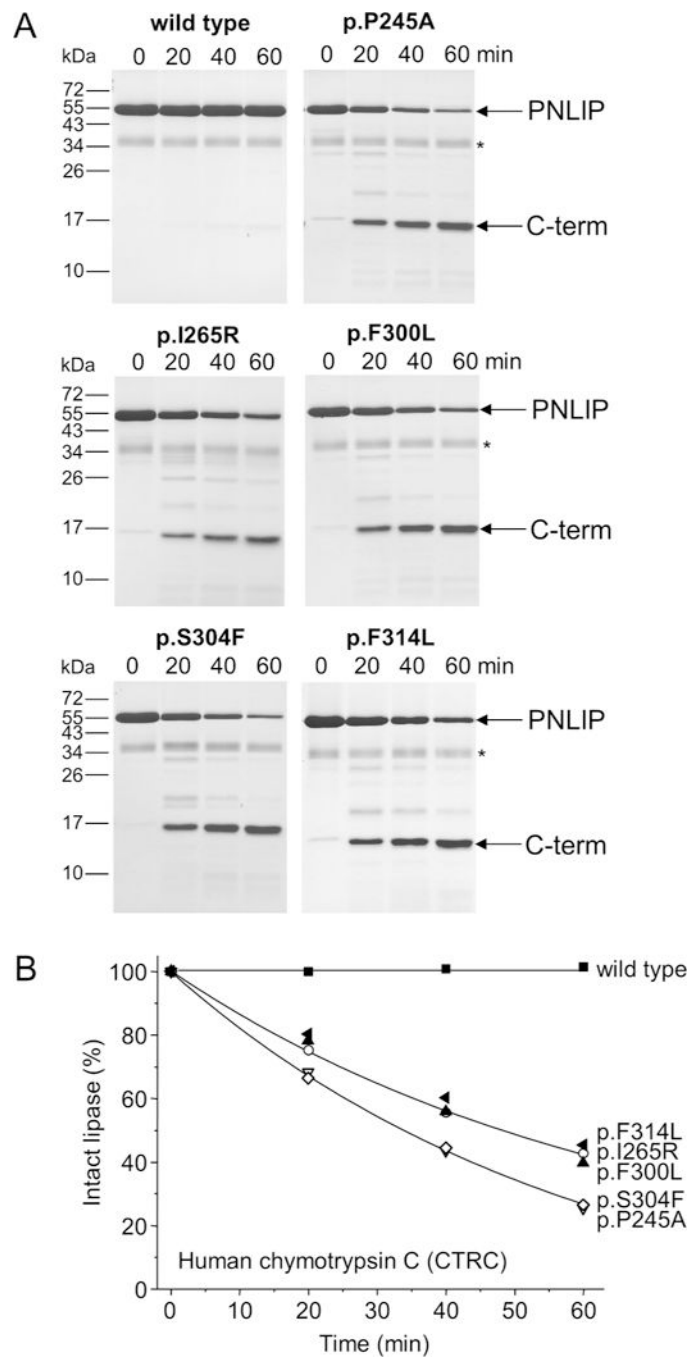 A
wild type
p.P245A
kDa
0 20 40 60
0 20 40 60 min
72
55
43
34
26
17
10
PNLIP
*
C-term
p.I265R
p.F300L
kDa
0 20 40 60
0 20 40 60 min
72
55
43
34
26
17
10
PNLIP
*
C-term
p.S304F
p.F314L
kDa
0 20 40 60
0 20 40 60 min
72
55
43
34
26
17
10
PNLIP
*
C-term
B
Intact lipase (%)
100
80
60
40
20
0
wild type
p.F314L
p.I265R
p.F300L
p.S304F
p.P245A
Human chymotrypsin C (CTRC)
0 10 20 30 40 50 60
Time (min)